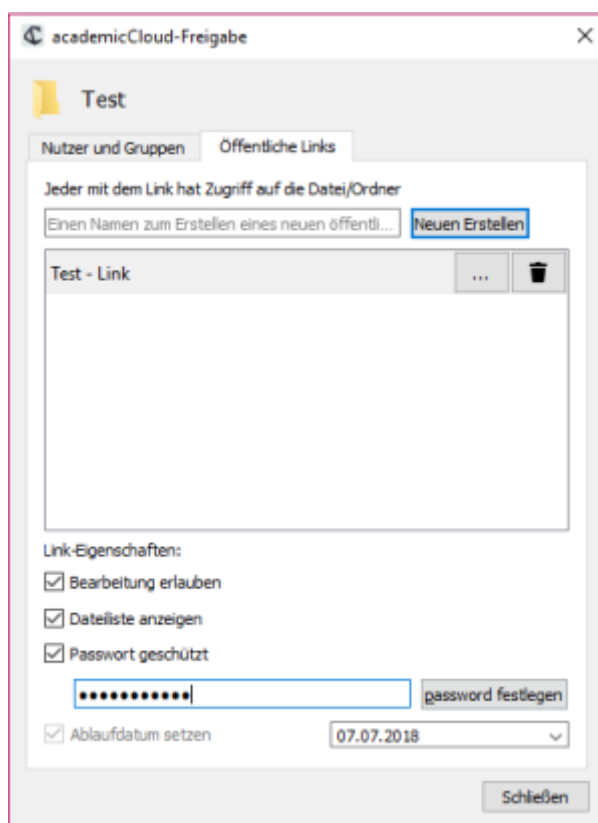 academicCloud-Freigabe
Test
Nutzer und Gruppen
Öffentliche Links
Jeder mit dem Link hat Zugriff auf die Datei/Ordner
Einen Namen zum Erstellen eines neuen öffentli... Neuen Erstellen
Test - Link ...
Link-Eigenschaften:
Bearbeitung erlauben
Dateiliste anzeigen
Passwort geschützt
password festlegen
Ablaufdatum setzen 07.07.2018
Schließen